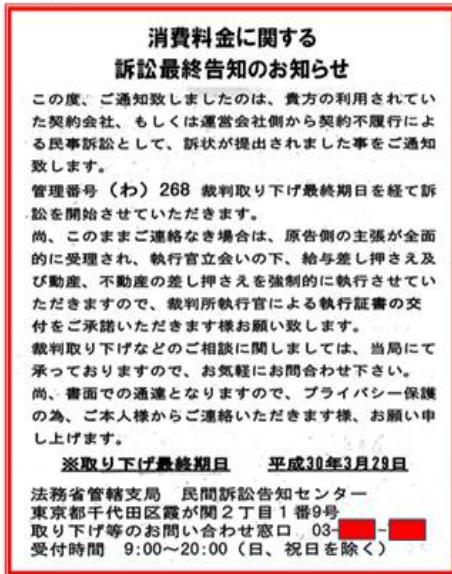 消費料金に関する
訴訟最終告知のお知らせ
この度、ご通知致しましたのは、貴方の利用されてい
た契約会社、もしくは運営会社側から契約不履行によ
る民事訴訟として、訴状が提出されました事をご通知
致します。
管理番号（わ）268 裁判取り下げ最終期日を経て訴
訟を開始させていただきます。
尚、このままご連絡なき場合は、原告側の主張が全面
的に受理され、執行官立会いの下、給与差し押さえ及
び動産、不動産の差し押さえを強制的に執行させてい
ただきますので、裁判所執行官による執行証書の交
付をご承諾いただきます様お願い致します。
裁判取り下げなどのご相談に関しましては、当局にて
承っておりますので、お気軽にお問合わせ下さい。
尚、書面での通達となりますので、プライバシー保護
の為、ご本人様からご連絡いただきます様、お願い申
し上げます。
※取り下げ最終期日　平成30年3月29日
法務省管轄支局　民間訴訟告知センター
東京都千代田区霞が関２丁目１番9号
取り下げ等のお問い合わせ窓口　03-　-
受付時間　9:00～20:00（日、祝日を除く）